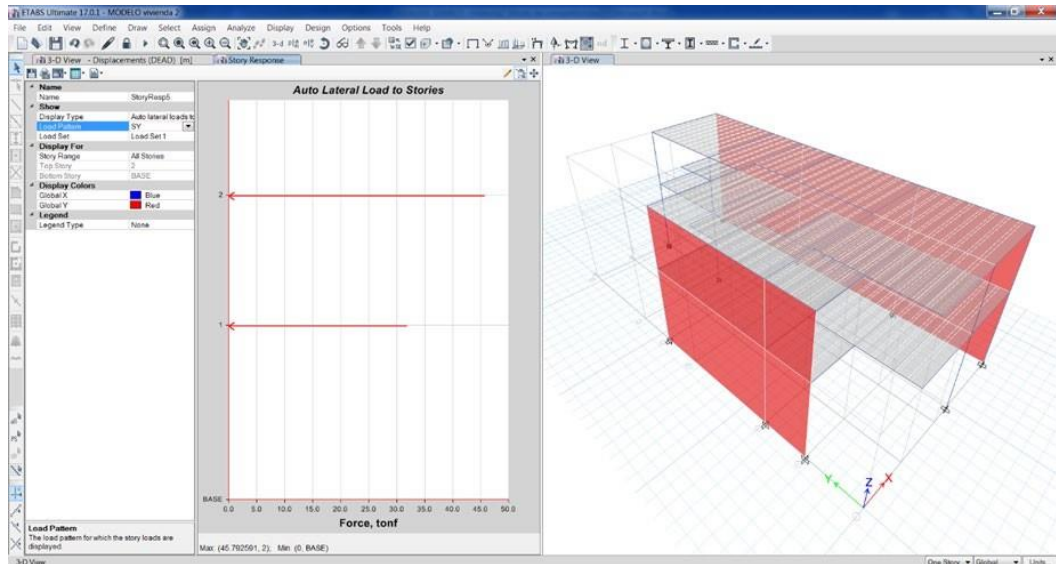 ETABS Ultimate 17.0.1 - MODELO vivenda 2
File Edit View Define Draw Select Assign Analyze Display Design Options Tools Help
3-D View - Displacements (DEAD) [m]
Story Response
3-D View
Name
Name StoryResp5
Show
Display Type Auto lateral loads to
Load Pattern SY
Load Set Load Set 1
Display For
Story Range All Stories
Top Story 2
Bottom Story BASE
Display Colors
Global X Blue
Global Y Red
Legend
Legend Type None
Load Pattern
The load pattern for which the story loads are
displayed.
Auto Lateral Load to Stories
2
1
BASE
0.0 5.0 10.0 15.0 20.0 25.0 30.0 35.0 40.0 45.0 50.0
Force, tonf
Max: (45.792591, 2); Min: (0, BASE)
Y Z X
3-D View
One Story Global Units